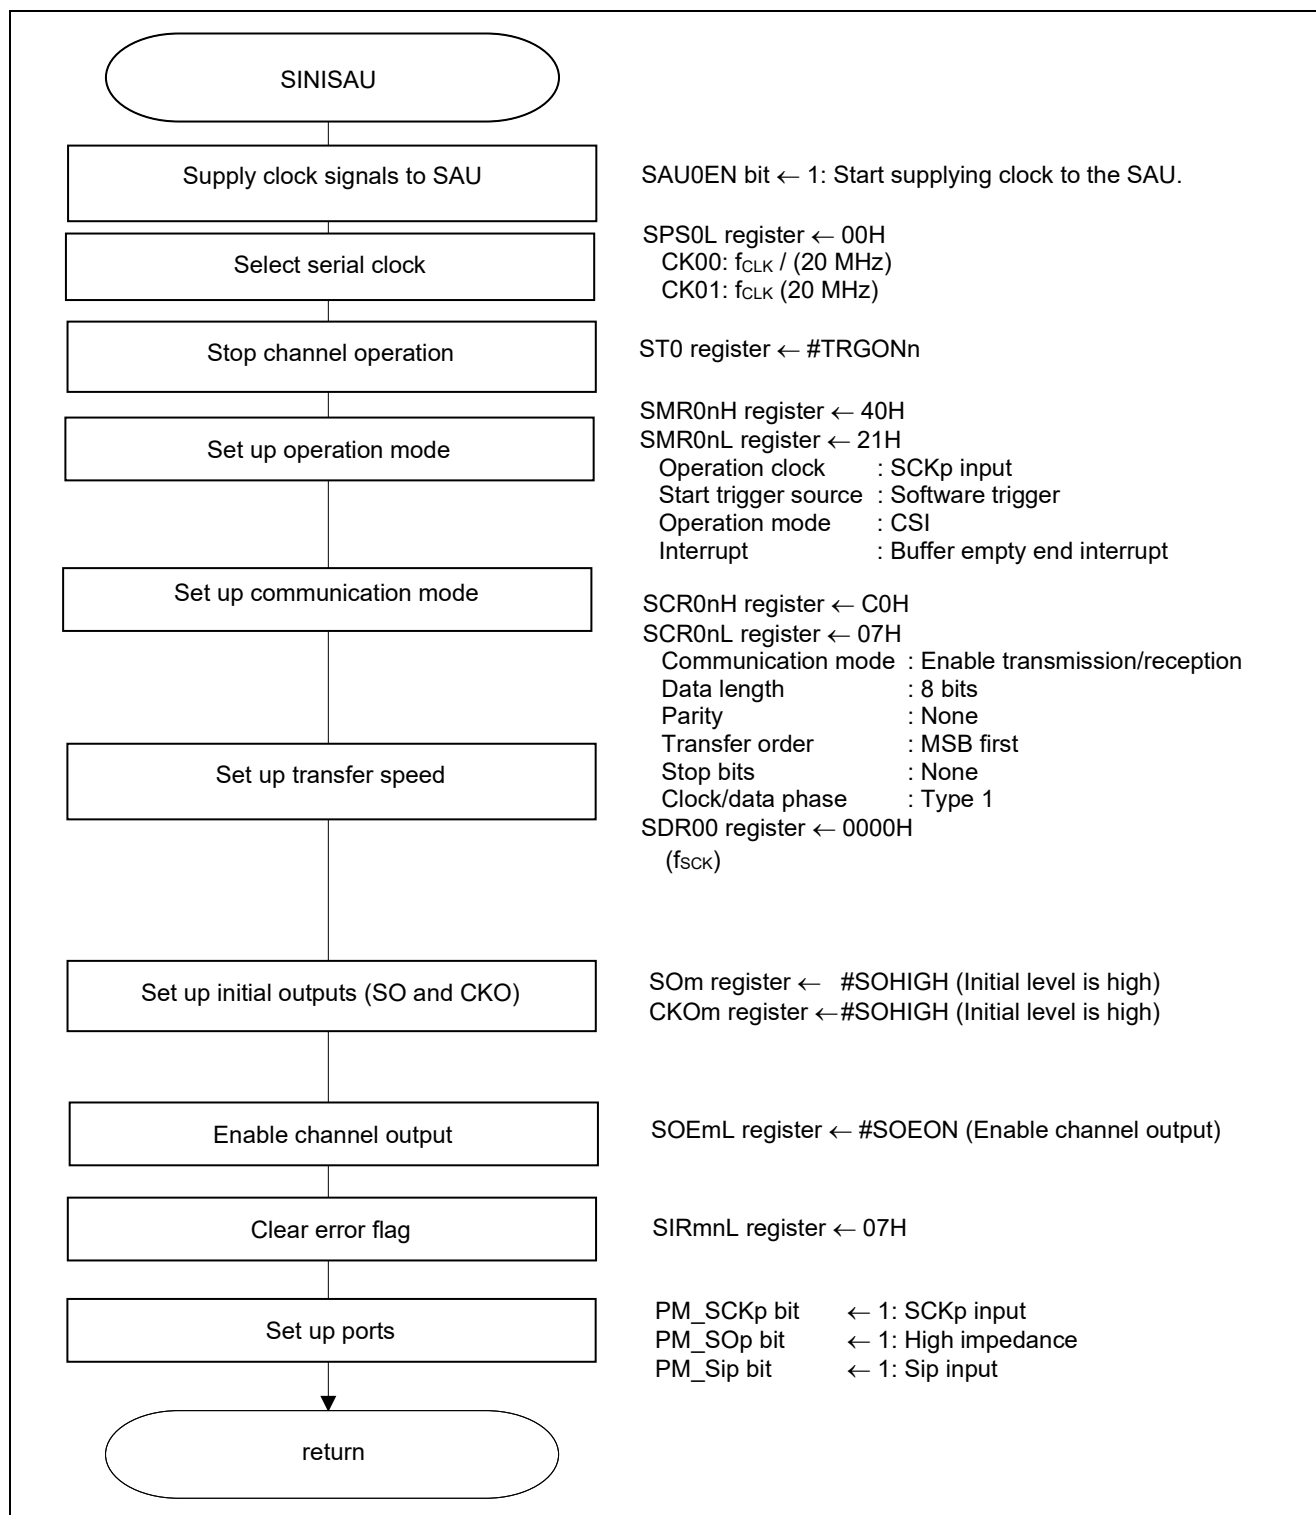 SINISAU
Supply clock signals to SAU
SAU0EN bit ← 1: Start supplying clock to the SAU.
Select serial clock
SPS0L register ← 00H
CK00: fCLK / (20 MHz)
CK01: fCLK (20 MHz)
Stop channel operation
ST0 register ← #TRGONn
Set up operation mode
SMR0nH register ← 40H
SMR0nL register ← 21H
Operation clock : SCKp input
Start trigger source : Software trigger
Operation mode : CSI
Interrupt : Buffer empty end interrupt
Set up communication mode
SCR0nH register ← C0H
SCR0nL register ← 07H
Communication mode : Enable transmission/reception
Data length : 8 bits
Parity : None
Transfer order : MSB first
Stop bits : None
Clock/data phase : Type 1
Set up transfer speed
SDR00 register ← 0000H
(fSCK)
Set up initial outputs (SO and CKO)
SOm register ← #SOHIGH (Initial level is high)
CKOm register ←#SOHIGH (Initial level is high)
Enable channel output
SOEmL register ← #SOEON (Enable channel output)
Clear error flag
SIRmnL register ← 07H
Set up ports
PM_SCKp bit ← 1: SCKp input
PM_SOp bit ← 1: High impedance
PM_Sip bit ← 1: Sip input
return